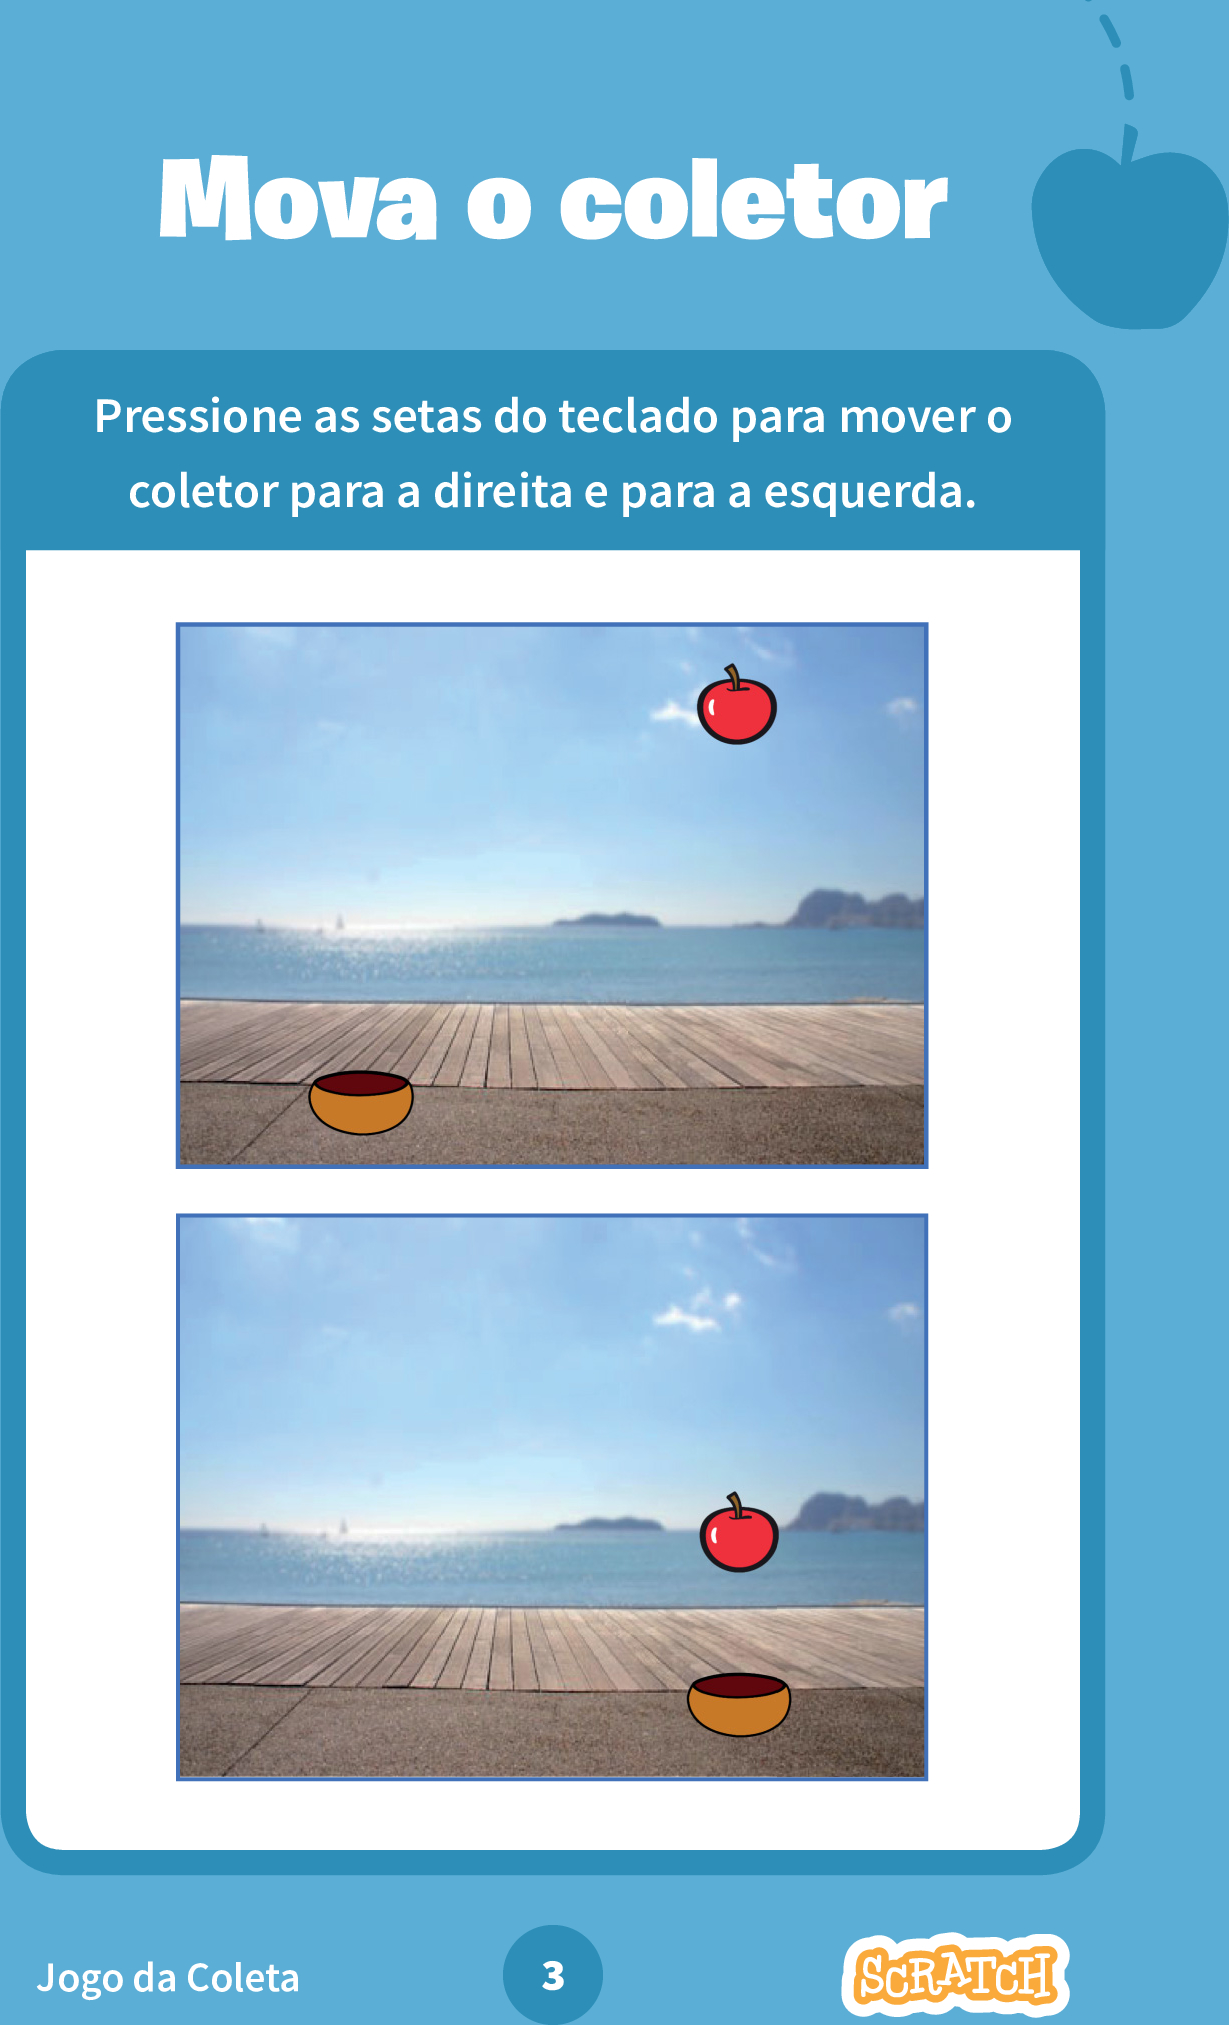 Mova o coletor
Pressione as setas do teclado para mover o
coletor para a direita e para a esquerda.
Jogo da Coleta
3
SCRATCH